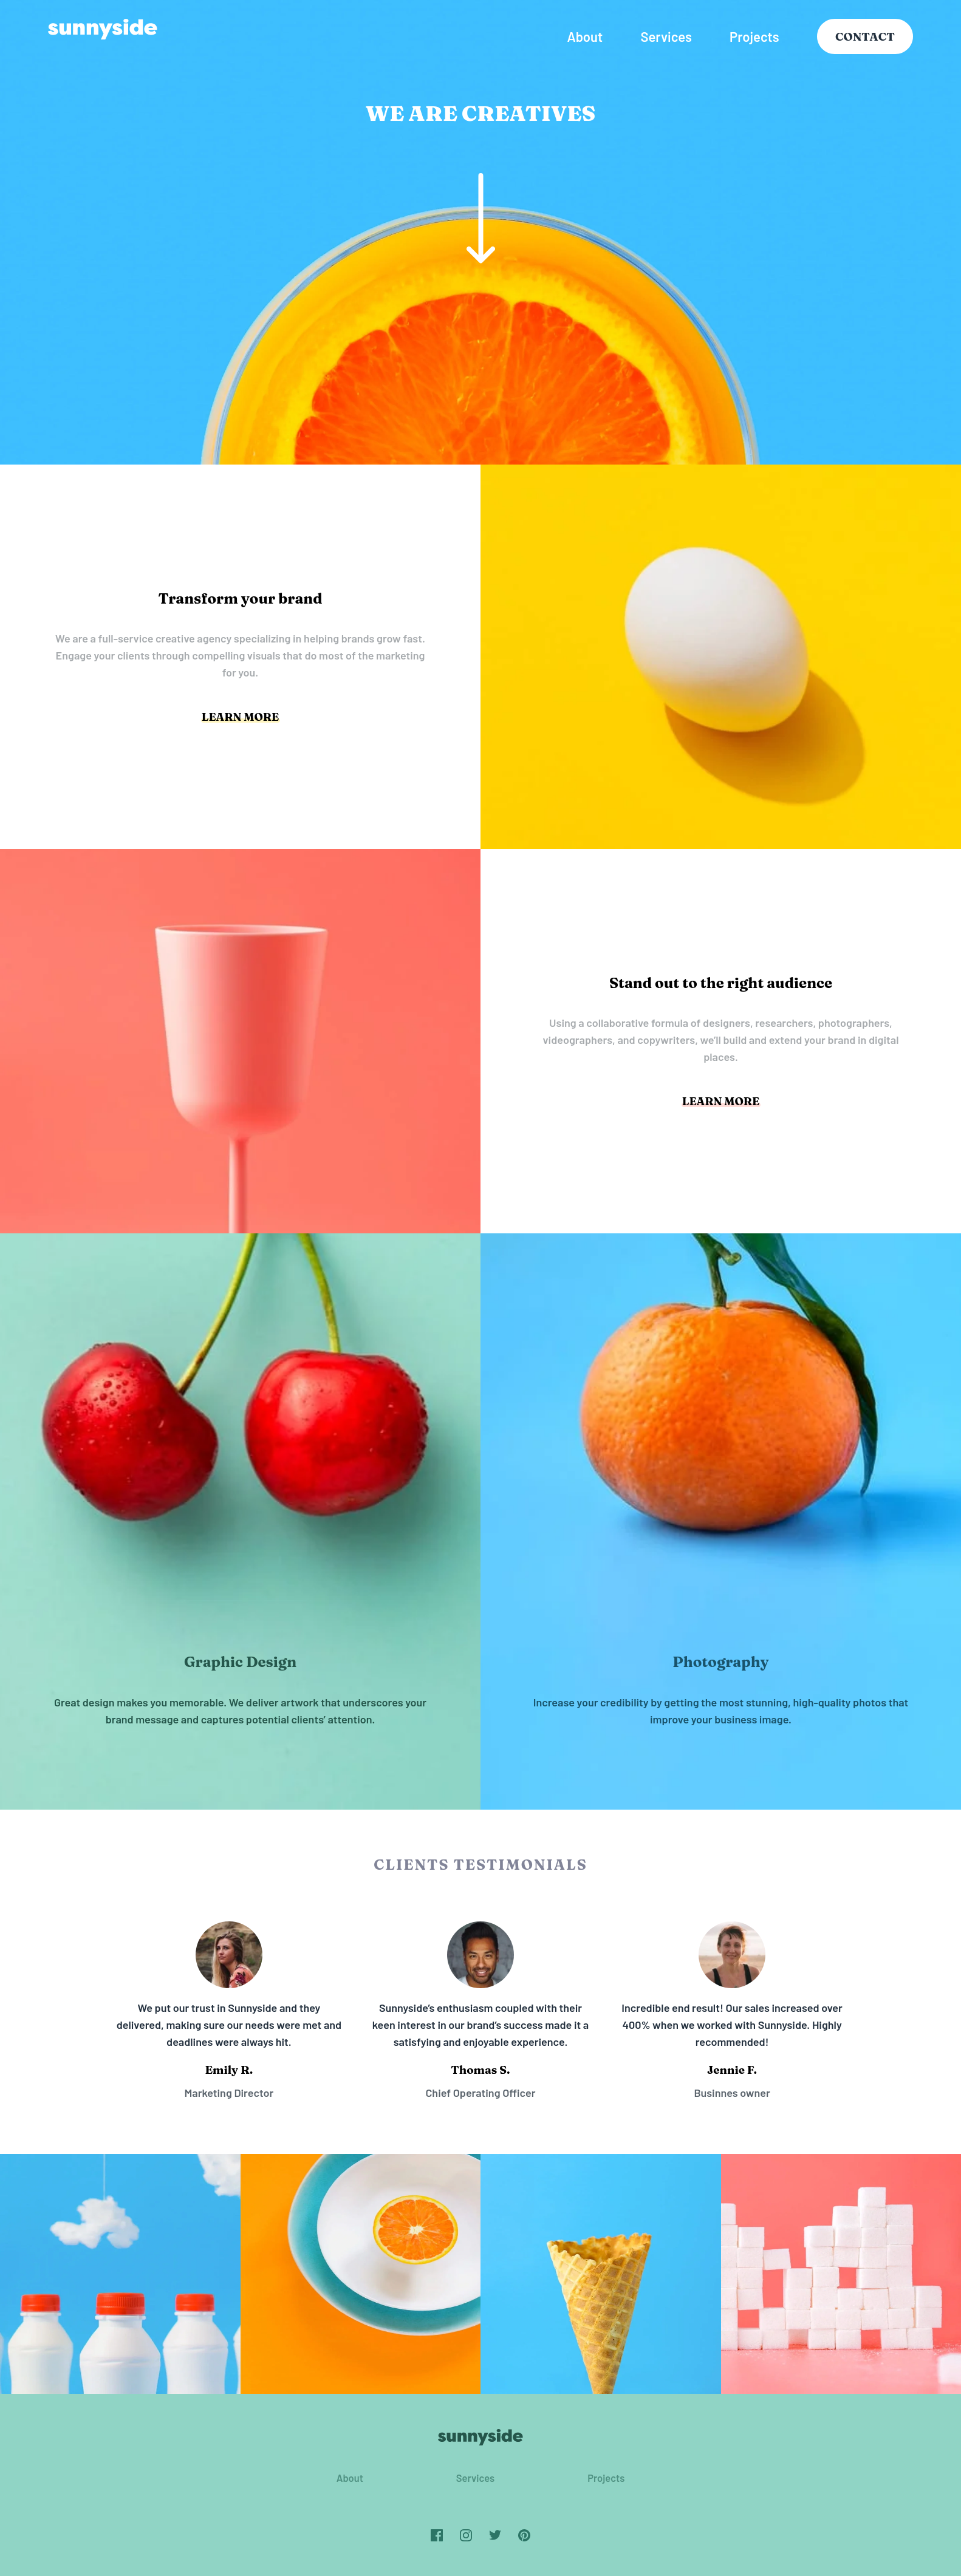 sunnyside
About Services Projects CONTACT
WE ARE CREATIVES
Transform your brand
We are a full-service creative agency specializing in helping brands grow fast.
Engage your clients through compelling visuals that do most of the marketing
for you.
LEARN MORE
Stand out to the right audience
Using a collaborative formula of designers, researchers, photographers,
videographers, and copywriters, we'll build and extend your brand in digital
places.
LEARN MORE
Graphic Design
Great design makes you memorable. We deliver artwork that underscores your
brand message and captures potential clients' attention.
Photography
Increase your credibility by getting the most stunning, high-quality photos that
improve your business image.
CLIENTS TESTIMONIALS
We put our trust in Sunnyside and they
delivered, making sure our needs were met and
deadlines were always hit.
Emily R.
Marketing Director
Sunnyside's enthusiasm coupled with their
keen interest in our brand's success made it a
satisfying and enjoyable experience.
Thomas S.
Chief Operating Officer
Incredible end result! Our sales increased over
400% when we worked with Sunnyside. Highly
recommended!
Jennie F.
Businnes owner
sunnyside
About Services Projects